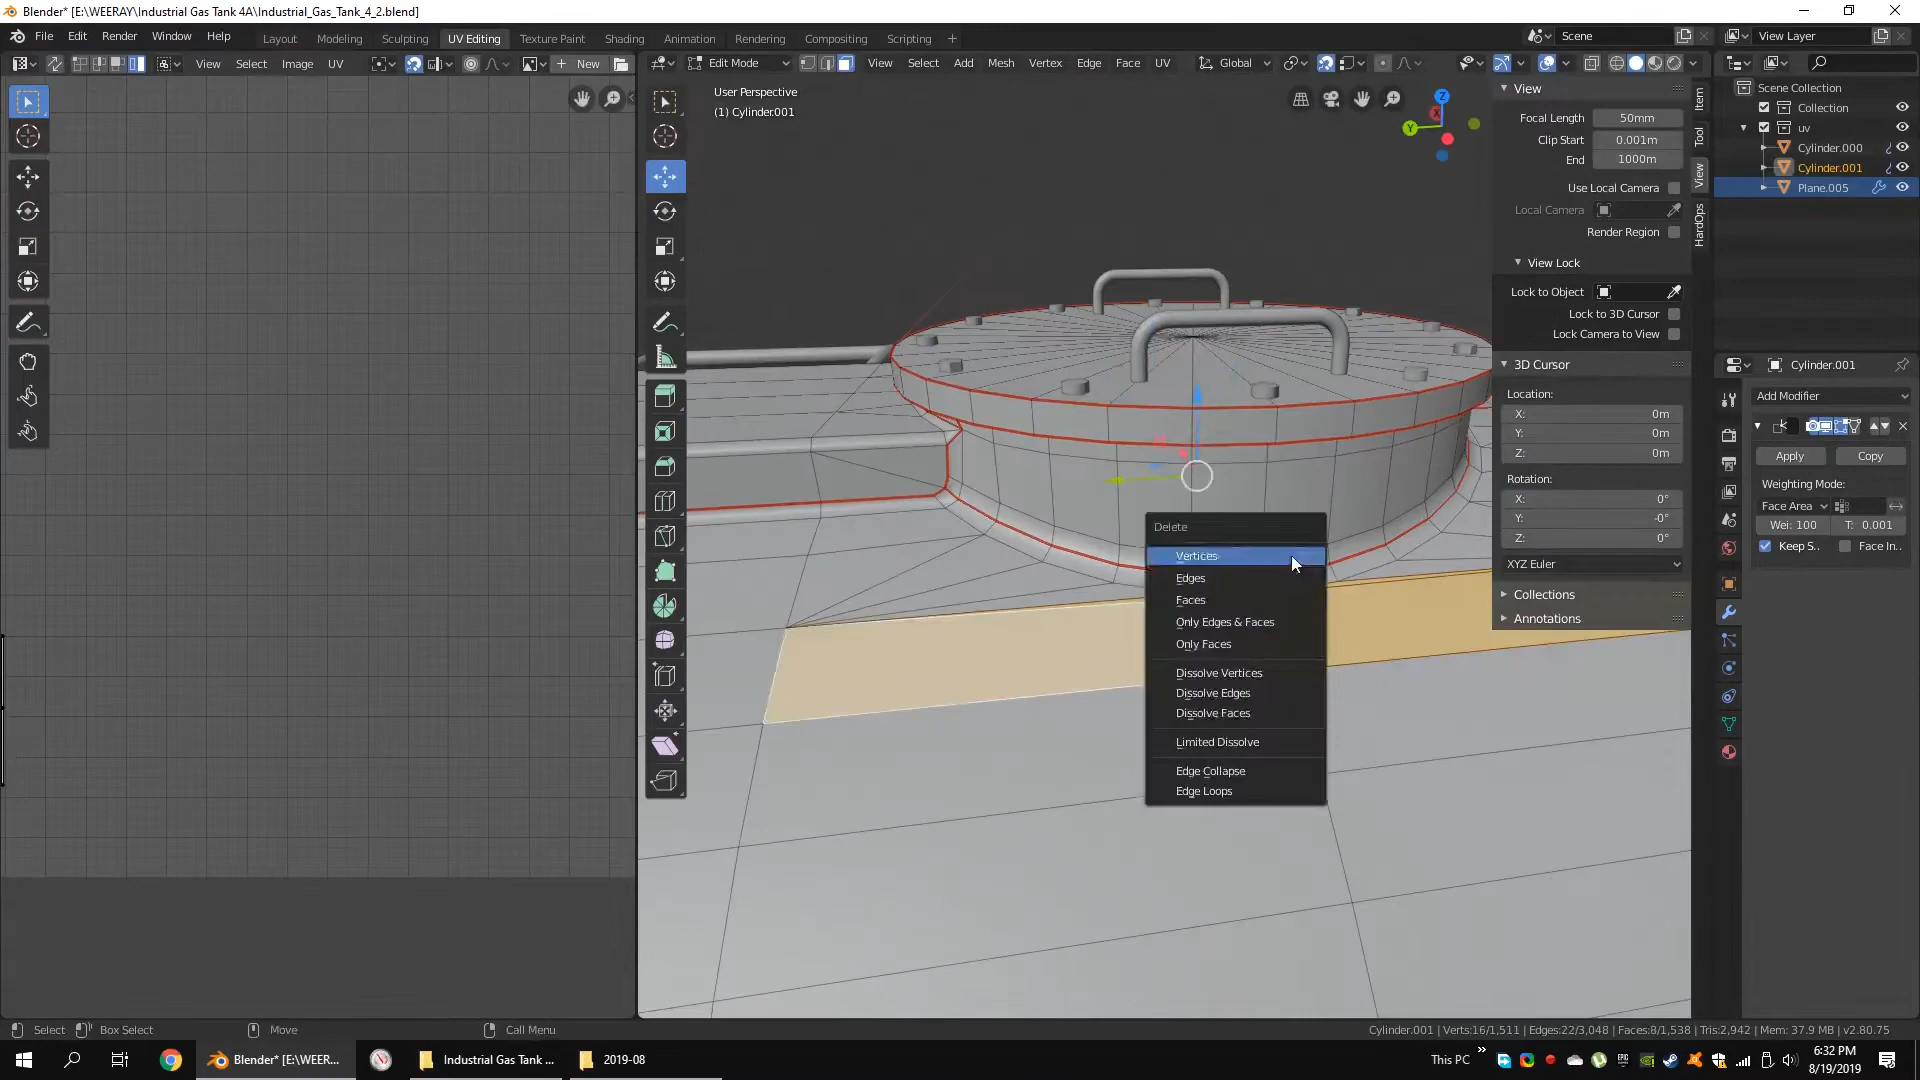 Blender* [E:\WEERAY\Industrial Gas Tank 4A\Industrial_Gas_Tank_4_2.blend]
File Edit Render Window Help Layout Modeling Sculpting UV Editing Texture Paint Shading Animation Rendering Compositing Scripting
Scene View Layer
View Select Image UV New
Edit Mode View Select Add Mesh Vertex Edge Face UV Global
User Perspective
(1) Cylinder.001
Z
X
Y
View
Focal Length 50mm
Clip Start 0.001m
End 1000m
Use Local Camera
Local Camera
Render Region
View Lock
Lock to Object
Lock to 3D Cursor
Lock Camera to View
3D Cursor
Location:
X: 0m
Y: 0m
Z: 0m
Rotation:
X: 0°
Y: -0°
Z: 0°
XYZ Euler
Collections
Annotations
Item
Tool
View
HardOps
Scene Collection
Collection
uv
Cylinder.000
Cylinder.001
Plane.005
Cylinder.001
Add Modifier
Apply Copy
Weighting Mode:
Face Area
Wei: 100 T: 0.001
Keep S.. Face In..
Delete
Vertices
Edges
Faces
Only Edges & Faces
Only Faces
Dissolve Vertices
Dissolve Edges
Dissolve Faces
Limited Dissolve
Edge Collapse
Edge Loops
Select Box Select Move Call Menu
Cylinder.001 | Verts:16/1,511 | Edges:22/3,048 | Faces:8/1,538 | Tris:2,942 | Mem: 37.9 MB | v2.80.75
Blender* [E:\WEER... Industrial Gas Tank ... 2019-08
This PC
6:32 PM
8/19/2019